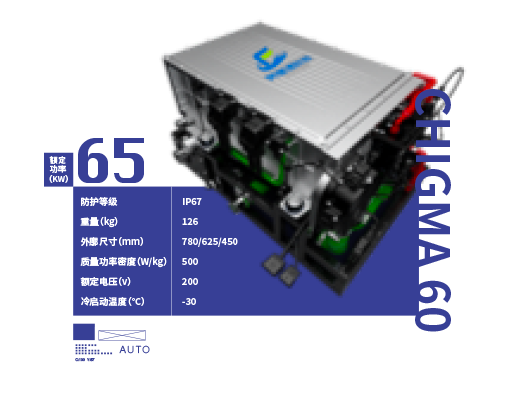 额定
功率
(KW)
65
防护等级 IP67
重量(kg) 126
外廓尺寸(mm) 780/625/450
质量功率密度(W/kg) 500
额定电压(v) 200
冷启动温度(℃) -30
CHIGMA 60
AUTO